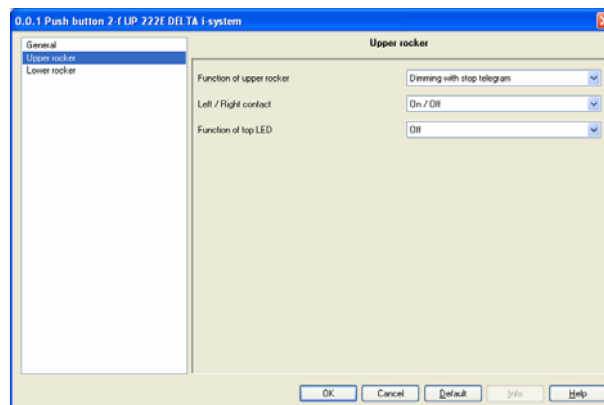 0.0.1 Push button 2-f UP 222E DELTA i-system
General
Upper rocker
Lower rocker
Upper rocker
Function of upper rocker
Dimming with stop telegram
Left / Right contact
On / Off
Function of top LED
Off
OK
Cancel
Default
Info
Help